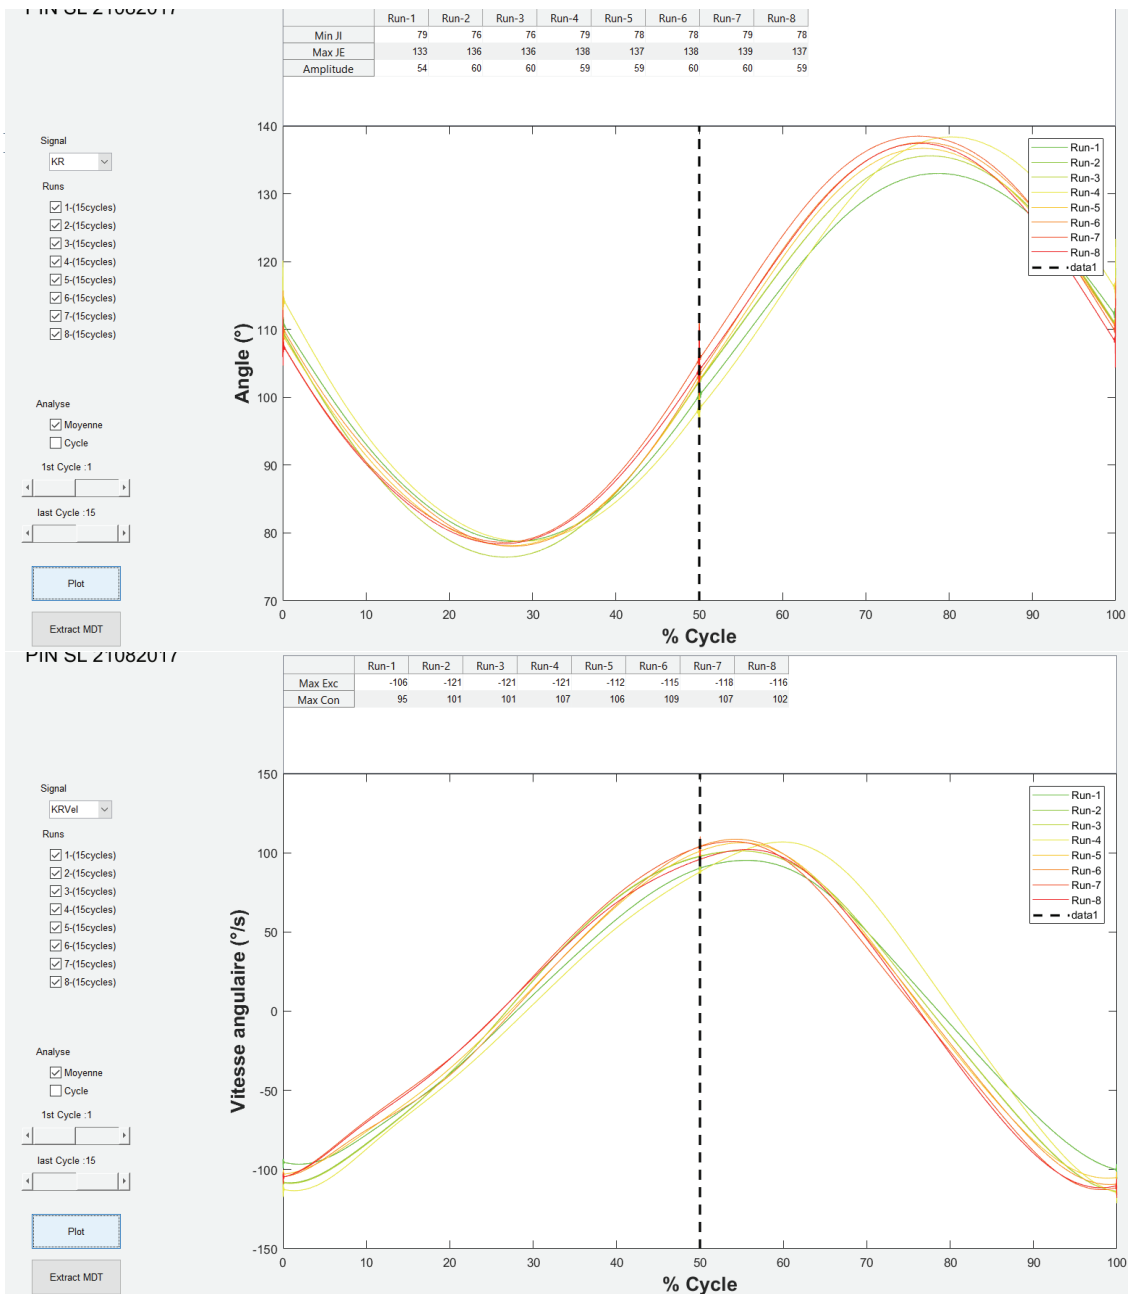 PIN SL 21082017
Run-1 Run-2 Run-3 Run-4 Run-5 Run-6 Run-7 Run-8
Min JI 79 76 76 79 78 78 79 78
Max JE 133 136 136 138 137 138 139 137
Amplitude 54 60 60 59 59 60 60 59
Signal
KR
Runs
1-(15cycles)
2-(15cycles)
3-(15cycles)
4-(15cycles)
5-(15cycles)
6-(15cycles)
7-(15cycles)
8-(15cycles)
Analyse
Moyenne
Cycle
1st Cycle :1
last Cycle :15
Plot
Extract MDT
Angle (°)
140
130
120
110
100
90
80
70
0 10 20 30 40 50 60 70 80 90 100
% Cycle
Run-1
Run-2
Run-3
Run-4
Run-5
Run-6
Run-7
Run-8
data1
PIN SL 21082017
Run-1 Run-2 Run-3 Run-4 Run-5 Run-6 Run-7 Run-8
Max Exc -106 -121 -121 -121 -112 -115 -118 -116
Max Con 95 101 101 107 106 109 107 102
Signal
KRVel
Runs
1-(15cycles)
2-(15cycles)
3-(15cycles)
4-(15cycles)
5-(15cycles)
6-(15cycles)
7-(15cycles)
8-(15cycles)
Analyse
Moyenne
Cycle
1st Cycle :1
last Cycle :15
Plot
Extract MDT
Vitesse angulaire (°/s)
150
100
50
0
-50
-100
-150
0 10 20 30 40 50 60 70 80 90 100
% Cycle
Run-1
Run-2
Run-3
Run-4
Run-5
Run-6
Run-7
Run-8
data1